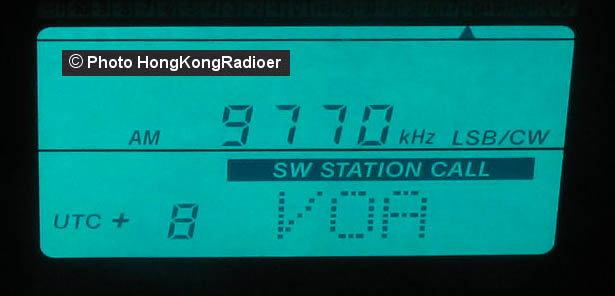 © Photo HongKongRadioer
AM 9770 kHz LSB/CW
SW STATION CALL
UTC + 8 VOA